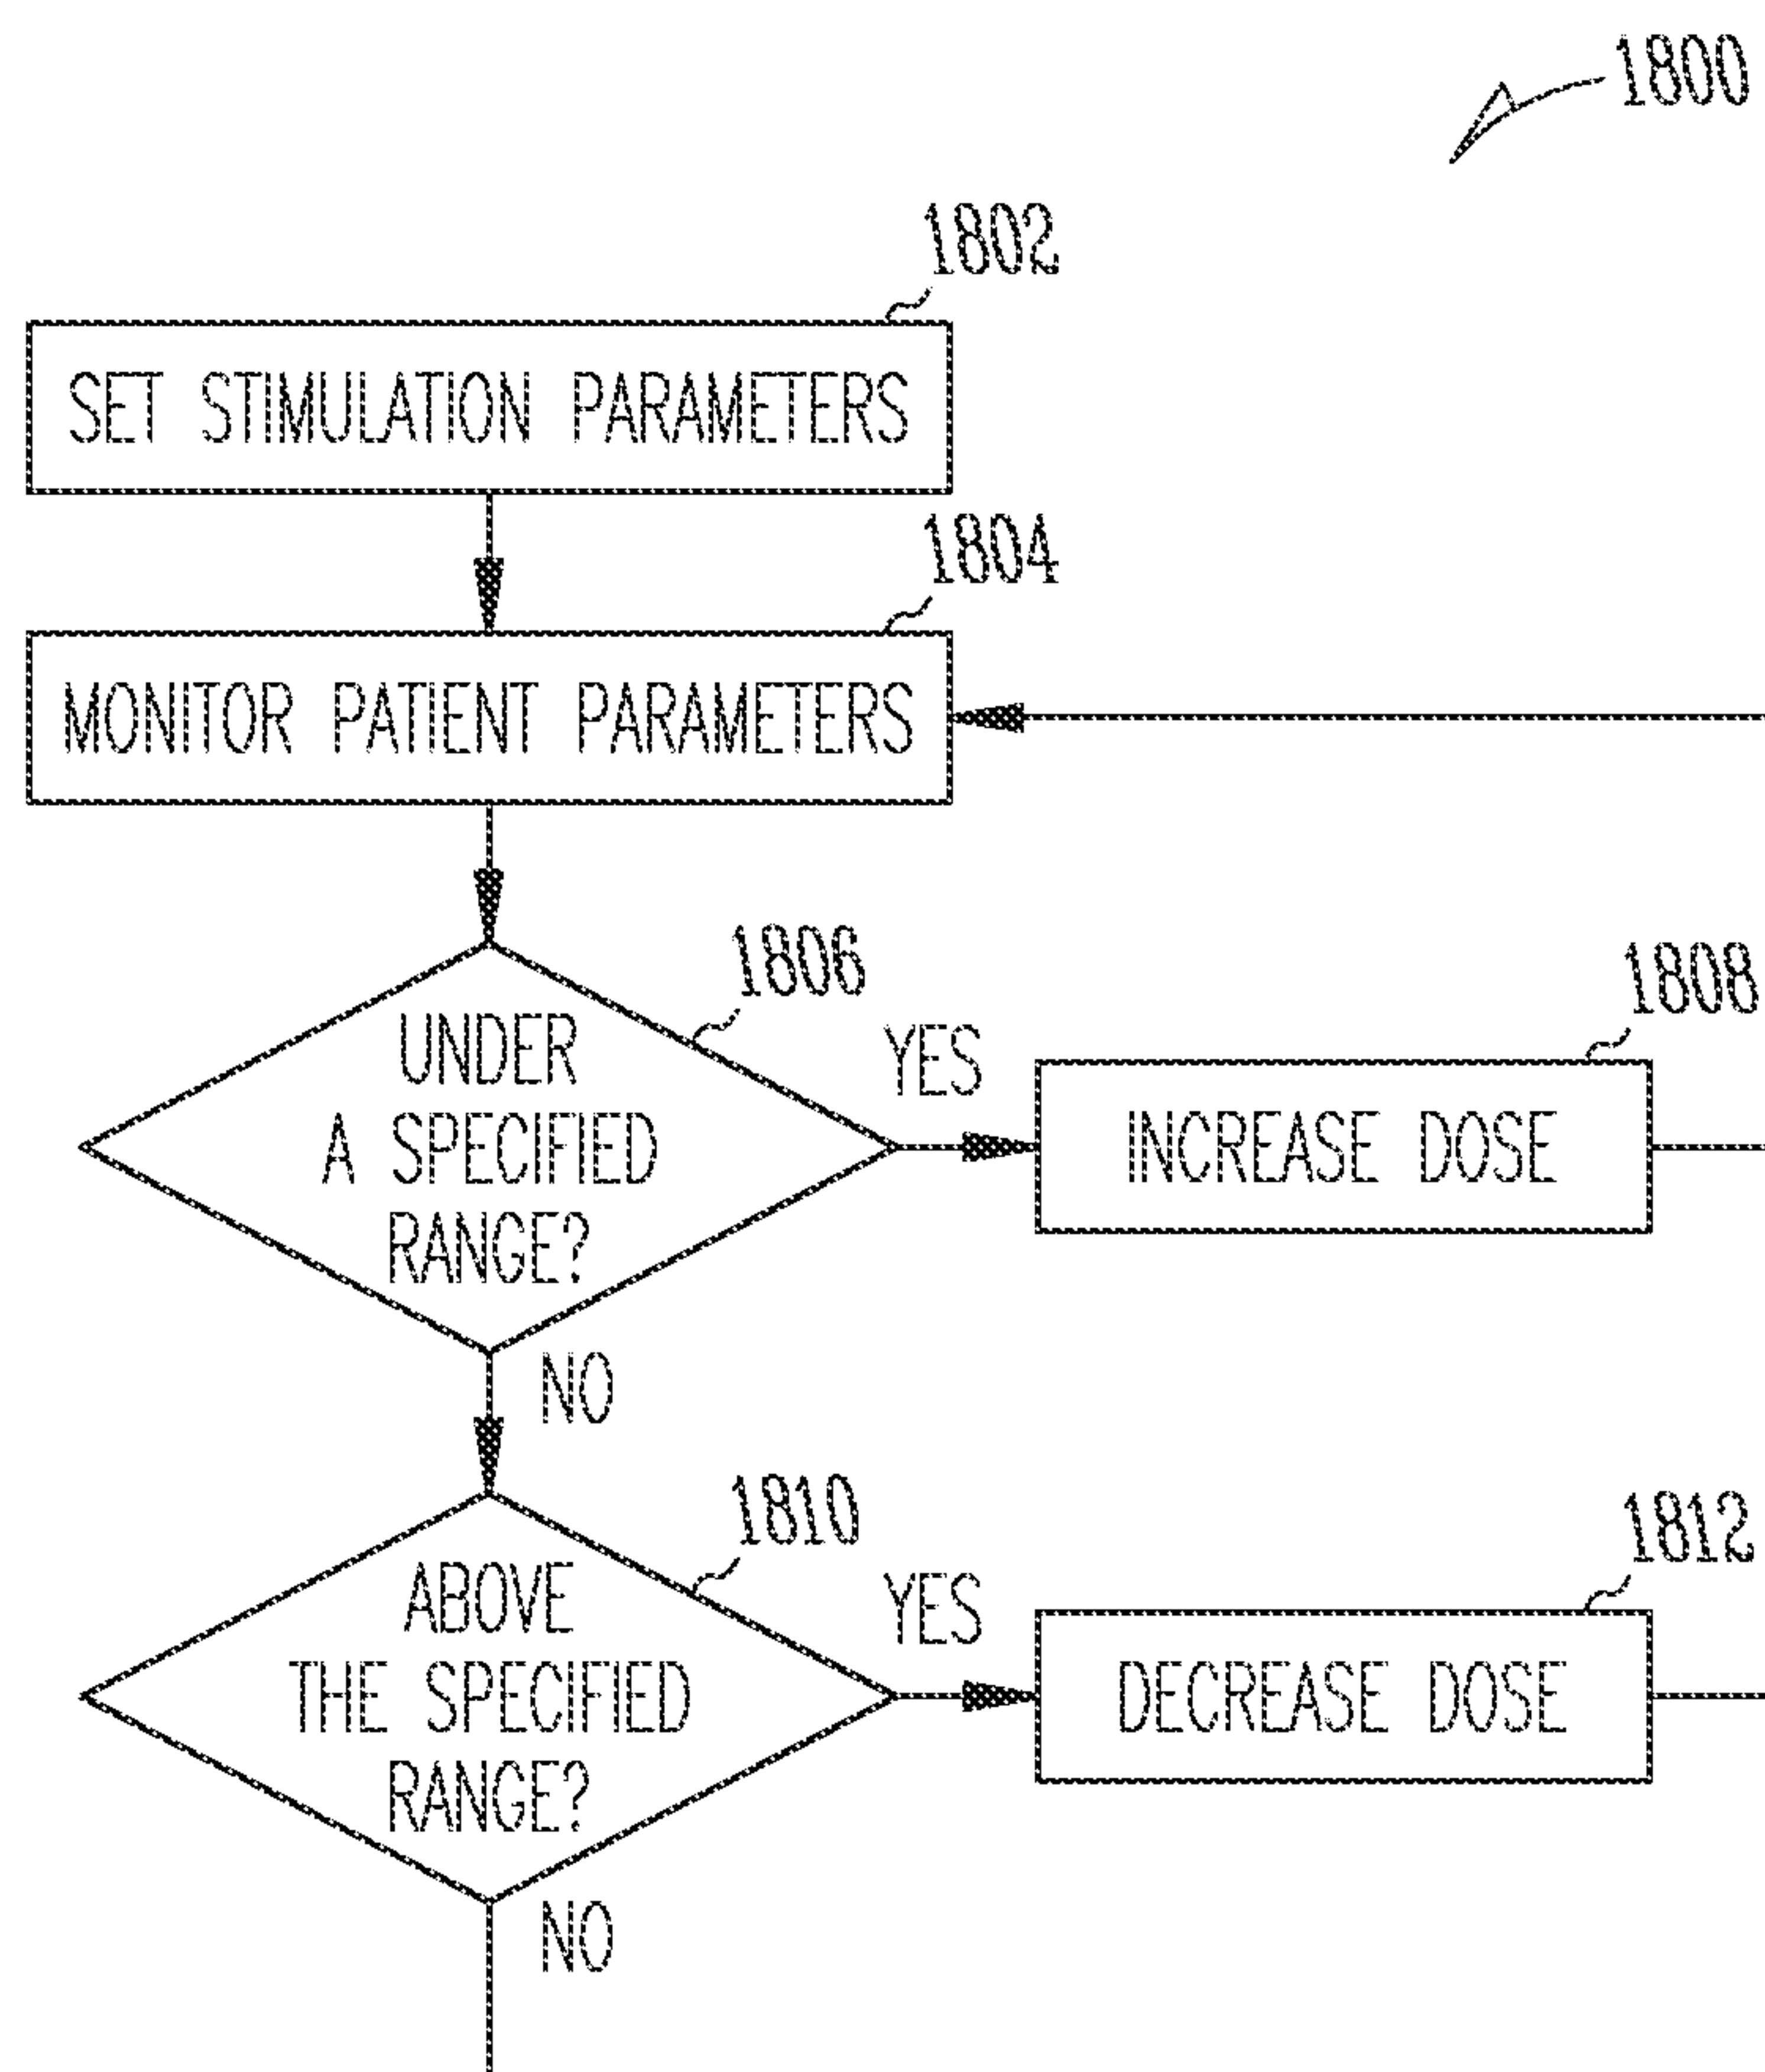 1800
1802
SET STIMULATION PARAMETERS
1804
MONITOR PATIENT PARAMETERS
1806
UNDER
A SPECIFIED
RANGE?
YES
1808
INCREASE DOSE
NO
1810
ABOVE
THE SPECIFIED
RANGE?
YES
1812
DECREASE DOSE
NO